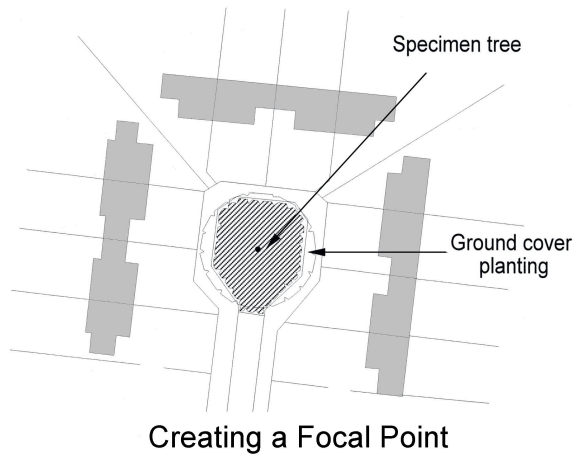 Specimen tree
Ground cover
planting
Creating a Focal Point